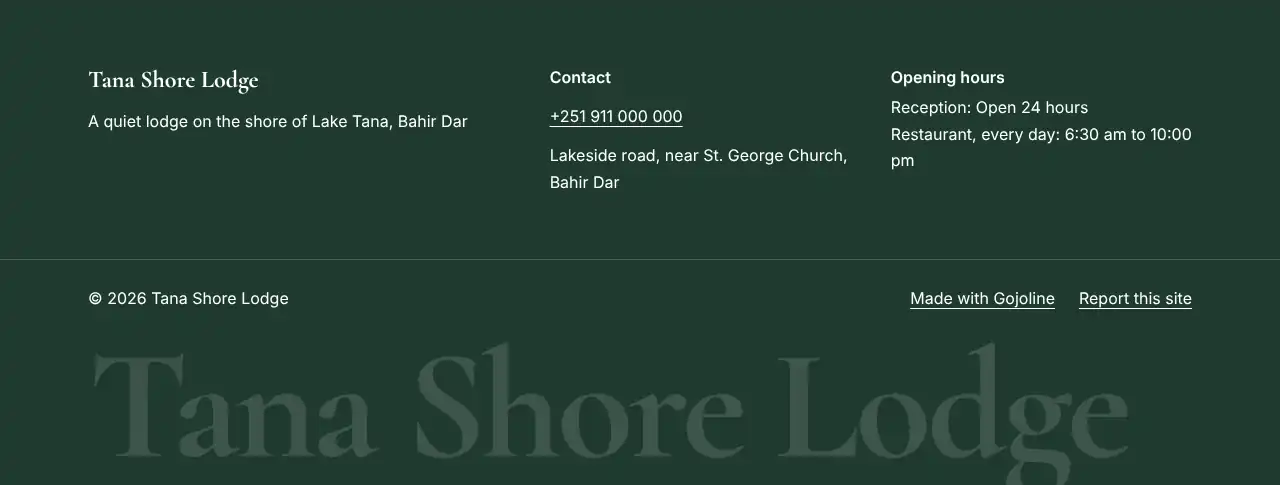 Tana Shore Lodge
A quiet lodge on the shore of Lake Tana, Bahir Dar
Contact
+251 911 000 000
Lakeside road, near St. George Church,
Bahir Dar
Opening hours
Reception: Open 24 hours
Restaurant, every day: 6:30 am to 10:00
pm
© 2026 Tana Shore Lodge
Made with Gojoline
Report this site
Tana Shore Lodge